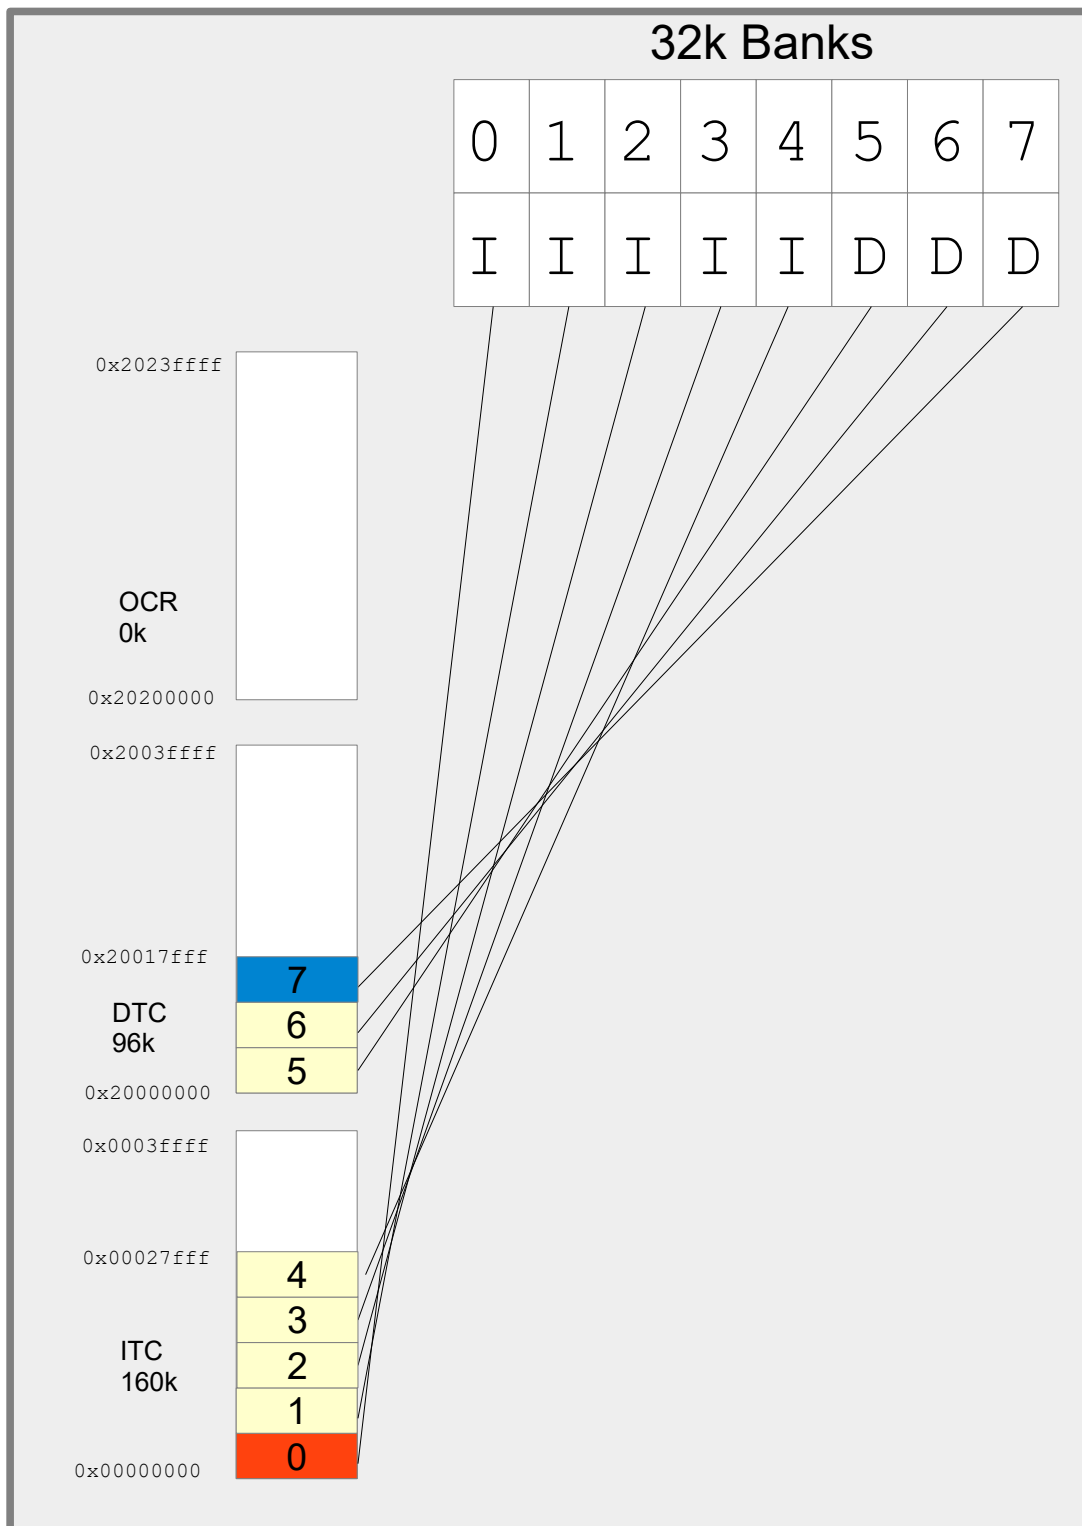 32k Banks
0 1 2 3 4 5 6 7
I I I I I D D D
0x2023ffff
OCR
0k
0x20200000
0x2003ffff
0x20017fff
7
DTC
96k
6
5
0x20000000
0x0003ffff
0x00027fff
4
3
ITC
160k
2
1
0
0x00000000